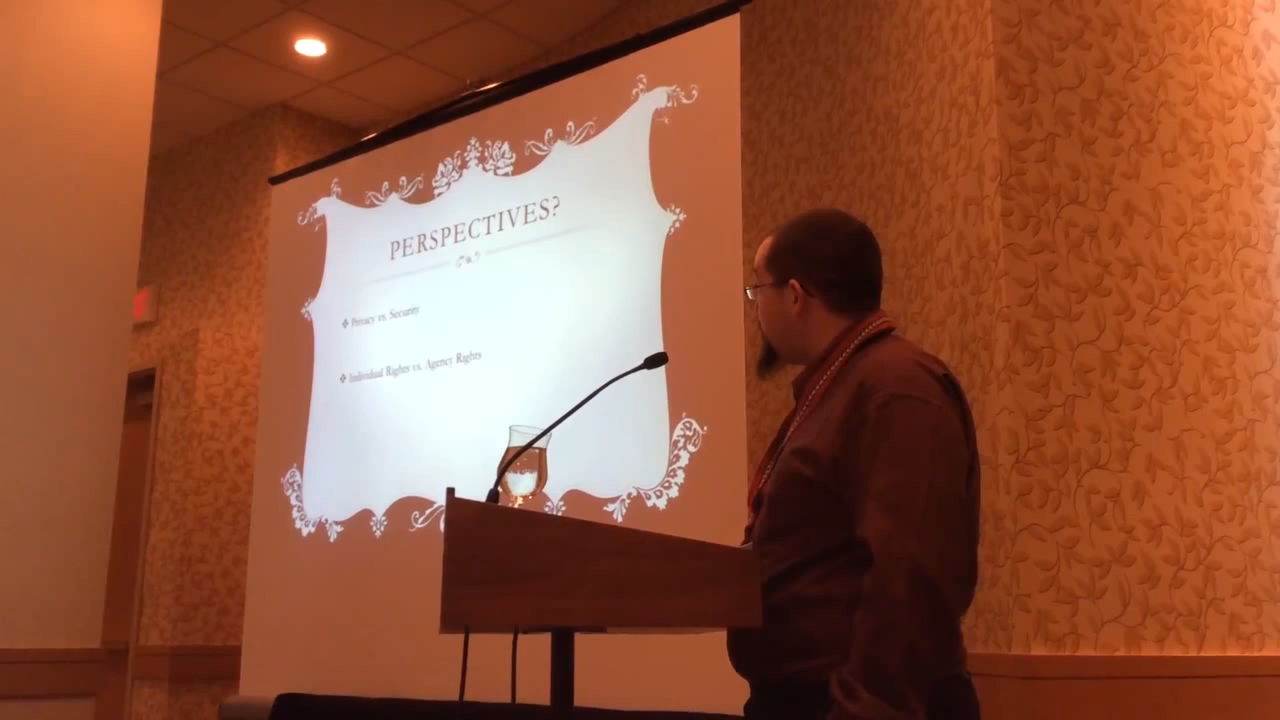 PERSPECTIVES?
❖ Privacy vs. Security
❖ Individual Rights vs. Agency Rights